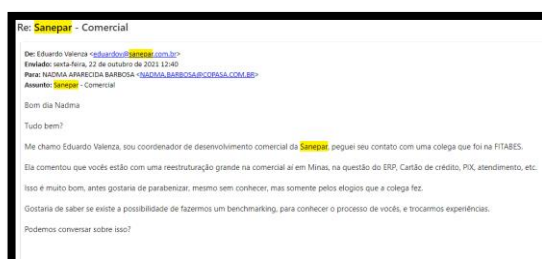 Re: Sanepar - Comercial
De: Eduardo Valenza <eduardov@sanepar.com.br>
Enviado: sexta-feira, 22 de outubro de 2021 12:40
Para: NADMA APARECIDA BARBOSA <NADMA.BARBOSA@COPASA.COM.BR>
Assunto: Sanepar - Comercial
Bom dia Nadma
Tudo bem?
Me chamo Eduardo Valenza, sou coordenador de desenvolvimento comercial da Sanepar, peguei seu contato com uma colega que foi na FITABES.
Ela comentou que vocês estão com uma reestruturação grande na comercial aí em Minas, na questão do ERP, Cartão de crédito, PIX, atendimento, etc.
Isso é muito bom, antes gostaria de parabenizar, mesmo sem conhecer, mas somente pelos elogios que a colega fez.
Gostaria de saber se existe a possibilidade de fazermos um benchmarking, para conhecer o processo de vocês, e trocarmos experiências.
Podemos conversar sobre isso?